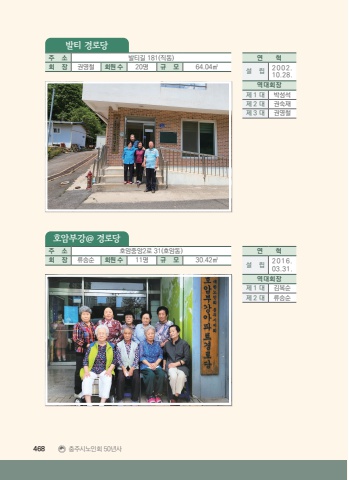 발티 경로당
주 소 발티길 181(직동)
회 장 권영철 회원수 20명 규 모 64.04㎡
연 혁
설 립 2002. 10.28.
역대회장
제1대 박성석
제2대 권숙재
제3대 권영철
호암부강@ 경로당
주 소 호암중앙2로 31(호암동)
회 장 류승순 회원수 11명 규 모 30.42㎡
연 혁
설 립 2016. 03.31.
역대회장
제1대 김옥순
제2대 류승순
호암부강아파트경로당
468 충주시노인회 50년사